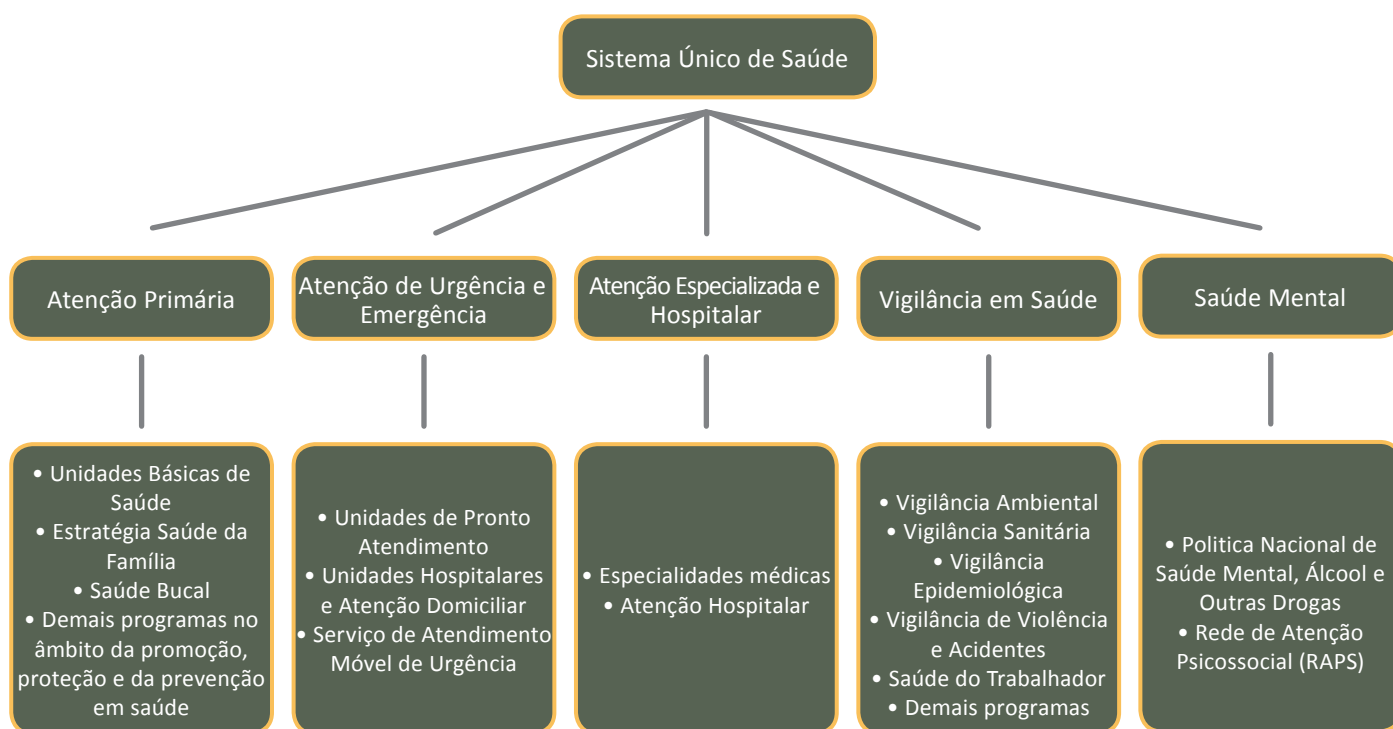 Sistema Único de Saúde
Atenção Primária
Atenção de Urgência e
Emergência
Atenção Especializada e
Hospitalar
Vigilância em Saúde
Saúde Mental
• Unidades Básicas de
Saúde
• Estratégia Saúde da
Família
• Saúde Bucal
• Demais programas no
âmbito da promoção,
proteção e da prevenção
em saúde
• Unidades de Pronto
Atendimento
• Unidades Hospitalares
e Atenção Domiciliar
• Serviço de Atendimento
Móvel de Urgência
• Especialidades médicas
• Atenção Hospitalar
• Vigilância Ambiental
• Vigilância Sanitária
• Vigilância
Epidemiológica
• Vigilância de Violência
e Acidentes
• Saúde do Trabalhador
• Demais programas
• Politica Nacional de
Saúde Mental, Álcool e
Outras Drogas
• Rede de Atenção
Psicossocial (RAPS)